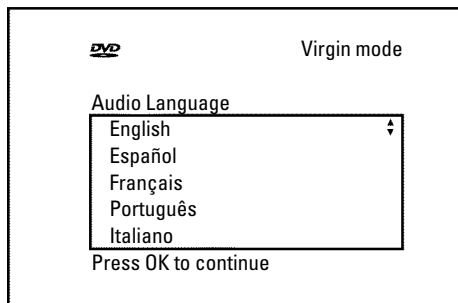 DVD
Virgin mode
Audio Language
English
Español
Français
Português
Italiano
Press OK to continue